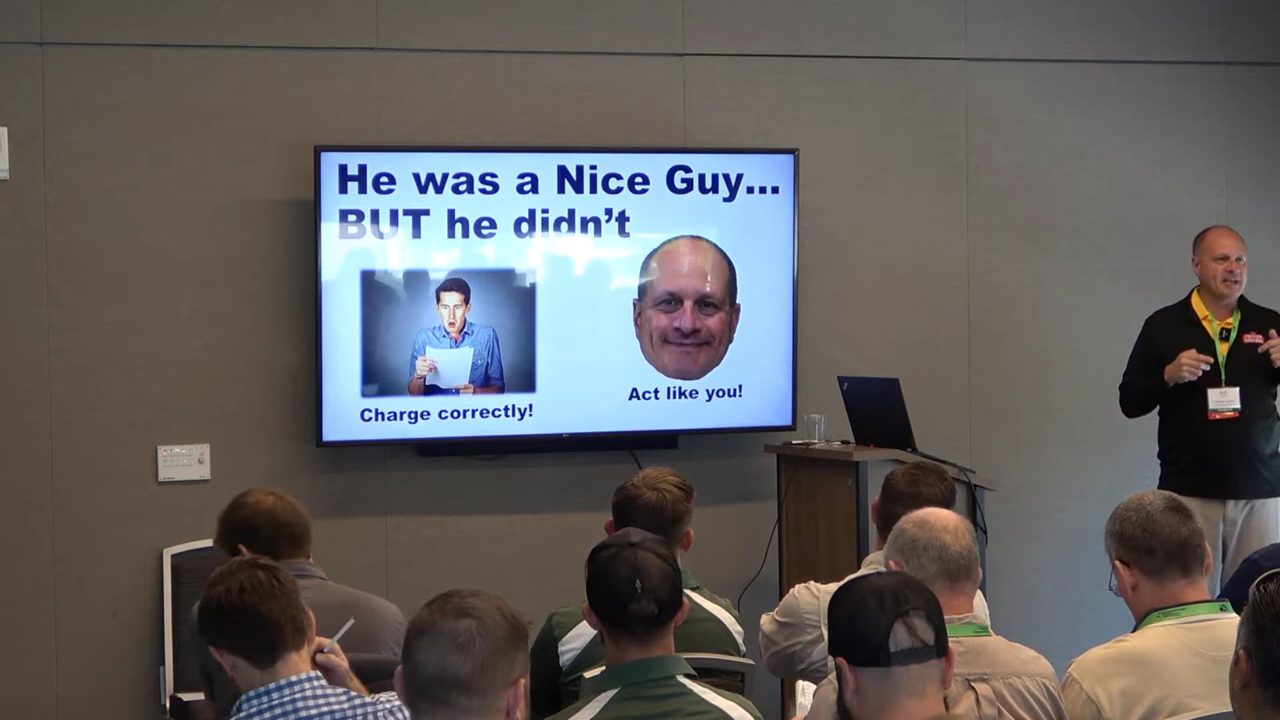 He was a Nice Guy...
BUT he didn't
Charge correctly!
Act like you!